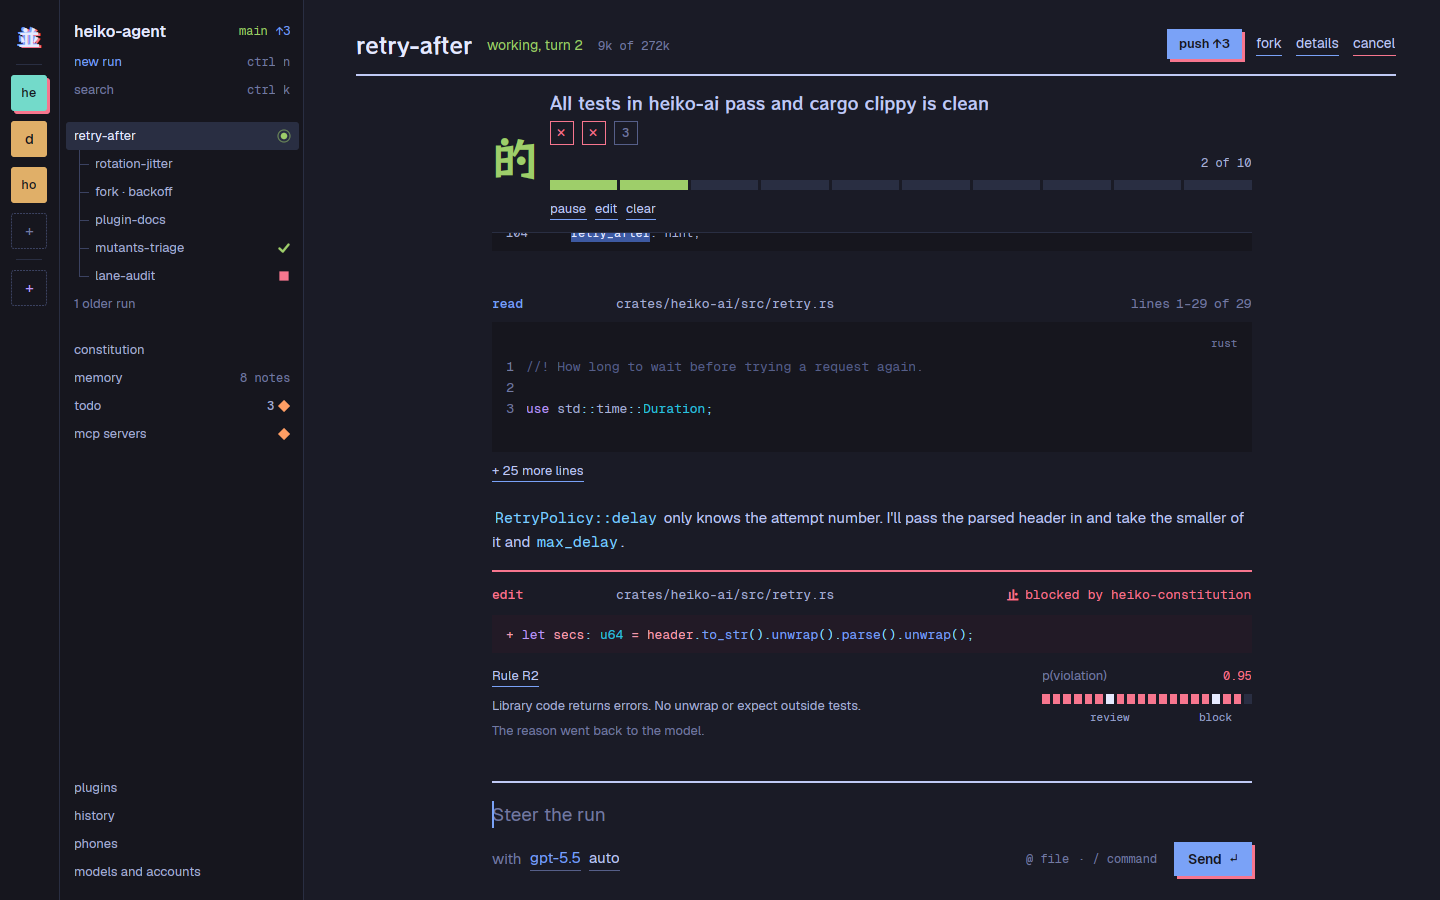 heiko-agent
main ↑3
new run
ctrl n
search
ctrl k
he
d
ho
+
+
retry-after
rotation-jitter
fork · backoff
plugin-docs
mutants-triage
lane-audit
1 older run
constitution
memory
8 notes
todo
3
mcp servers
plugins
history
phones
models and accounts
retry-after
working, turn 2
9k of 272k
push ↑3
fork
details
cancel
的
All tests in heiko-ai pass and cargo clippy is clean
× × 3
2 of 10
pause edit clear
104 retry_after: hint,
read crates/heiko-ai/src/retry.rs lines 1–29 of 29
rust
1 //! How long to wait before trying a request again.
2
3 use std::time::Duration;
+ 25 more lines
RetryPolicy::delay only knows the attempt number. I'll pass the parsed header in and take the smaller of
it and max_delay.
edit crates/heiko-ai/src/retry.rs blocked by heiko-constitution
+ let secs: u64 = header.to_str().unwrap().parse().unwrap();
Rule R2
Library code returns errors. No unwrap or expect outside tests.
The reason went back to the model.
p(violation) 0.95
review block
Steer the run
with gpt-5.5 auto
@ file · / command
Send ↲